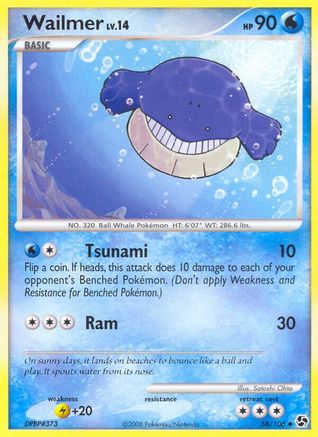 Wailmer LV.14 HP 90
BASIC
NO. 320 Ball Whale Pokémon HT: 6'07" WT: 286.6 lbs.
Tsunami 10
Flip a coin. If heads, this attack does 10 damage to each of your
opponent's Benched Pokémon. (Don't apply Weakness and
Resistance for Benched Pokémon.)
Ram 30
On sunny days, it lands on beaches to bounce like a ball and
play. It spouts water from its nose.
Illus. Satoshi Ohta
weakness resistance retreat cost
+20
DPBP#373 ©2008 Pokémon/Nintendo 58/106